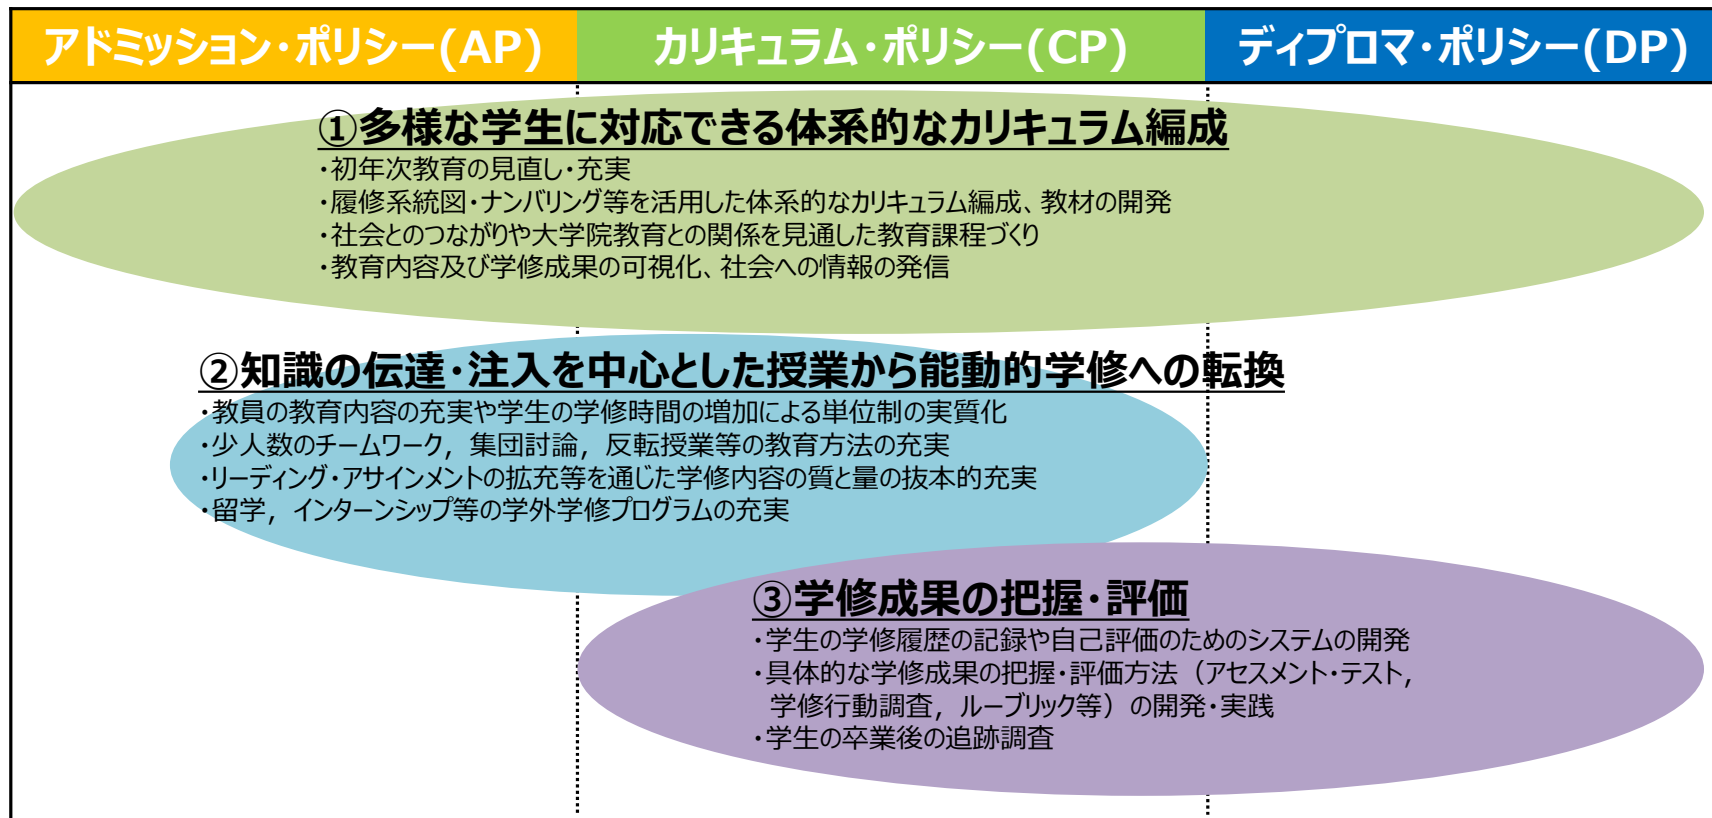 アドミッション・ポリシー(AP)
カリキュラム・ポリシー(CP)
ディプロマ・ポリシー(DP)
①多様な学生に対応できる体系的なカリキュラム編成
・初年次教育の見直し・充実
・履修系統図・ナンバリング等を活用した体系的なカリキュラム編成、教材の開発
・社会とのつながりや大学院教育との関係を見通した教育課程づくり
・教育内容及び学修成果の可視化、社会への情報の発信
②知識の伝達・注入を中心とした授業から能動的学修への転換
・教員の教育内容の充実や学生の学修時間の増加による単位制の実質化
・少人数のチームワーク，集団討論，反転授業等の教育方法の充実
・リーディング・アサインメントの拡充等を通じた学修内容の質と量の抜本的充実
・留学，インターンシップ等の学外学修プログラムの充実
③学修成果の把握・評価
・学生の学修履歴の記録や自己評価のためのシステムの開発
・具体的な学修成果の把握・評価方法（アセスメント・テスト，
学修行動調査，ルーブリック等）の開発・実践
・学生の卒業後の追跡調査